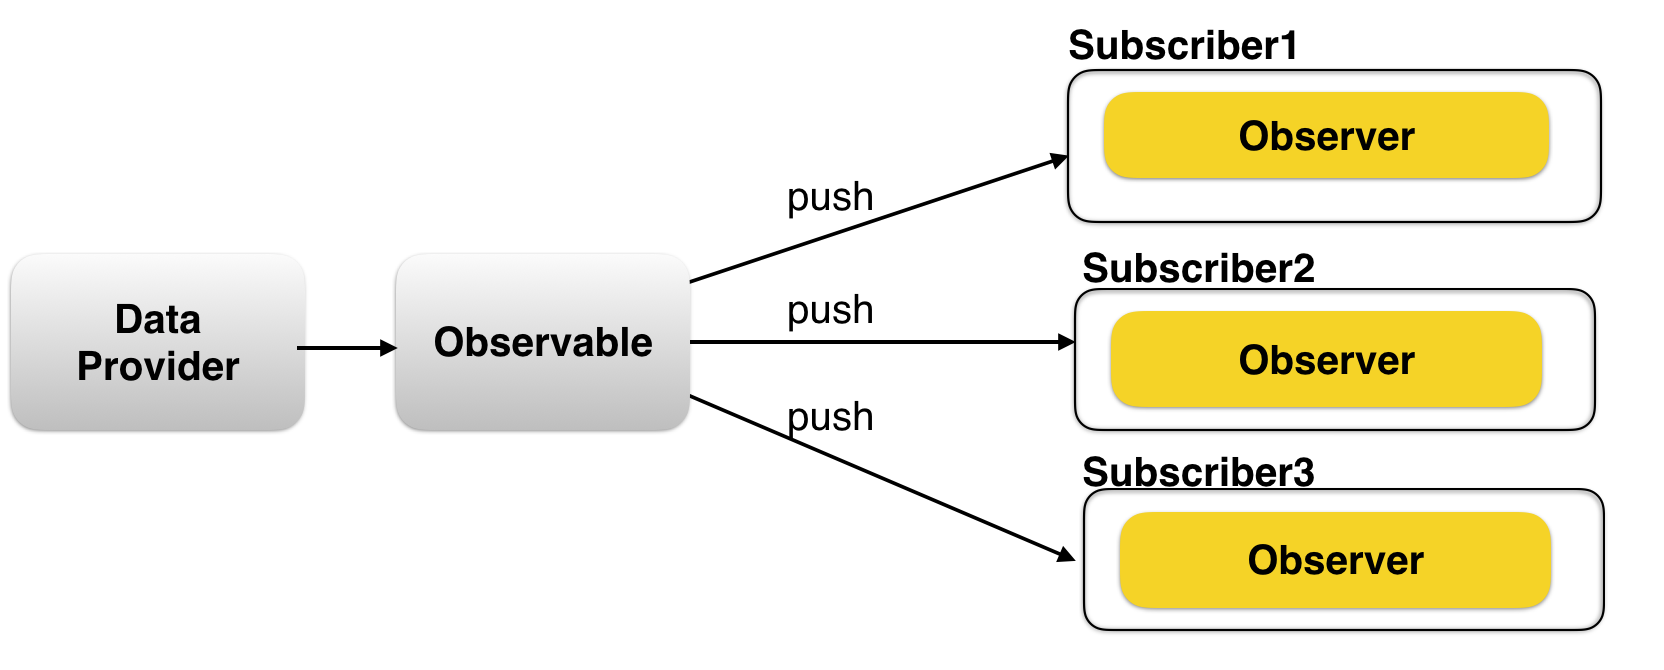 Data
Provider
Observable
push
push
push
Subscriber1
Observer
Subscriber2
Observer
Subscriber3
Observer